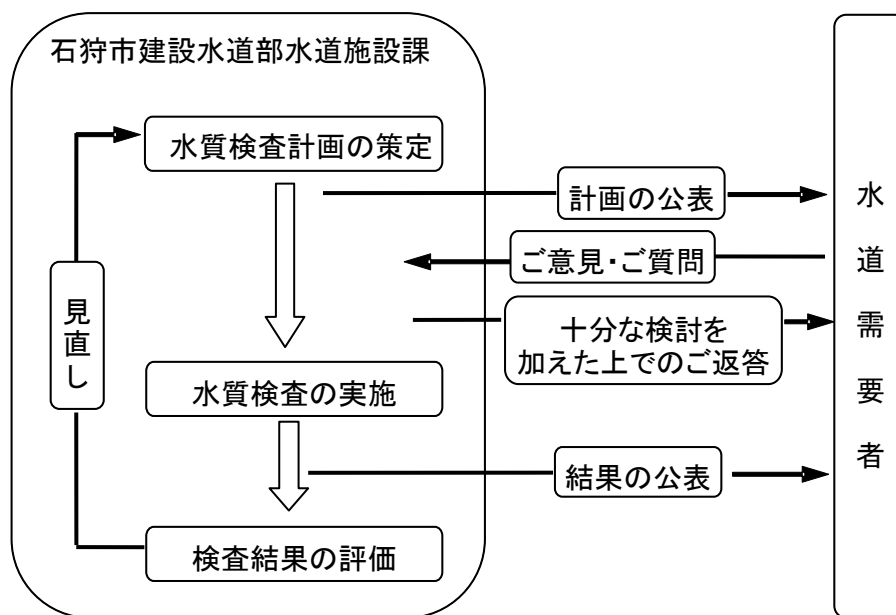 石狩市建設水道部水道施設課
水質検査計画の策定
計画の公表
ご意見・ご質問
十分な検討を
加えた上でのご返答
見直し
水質検査の実施
結果の公表
検査結果の評価
水道需要者